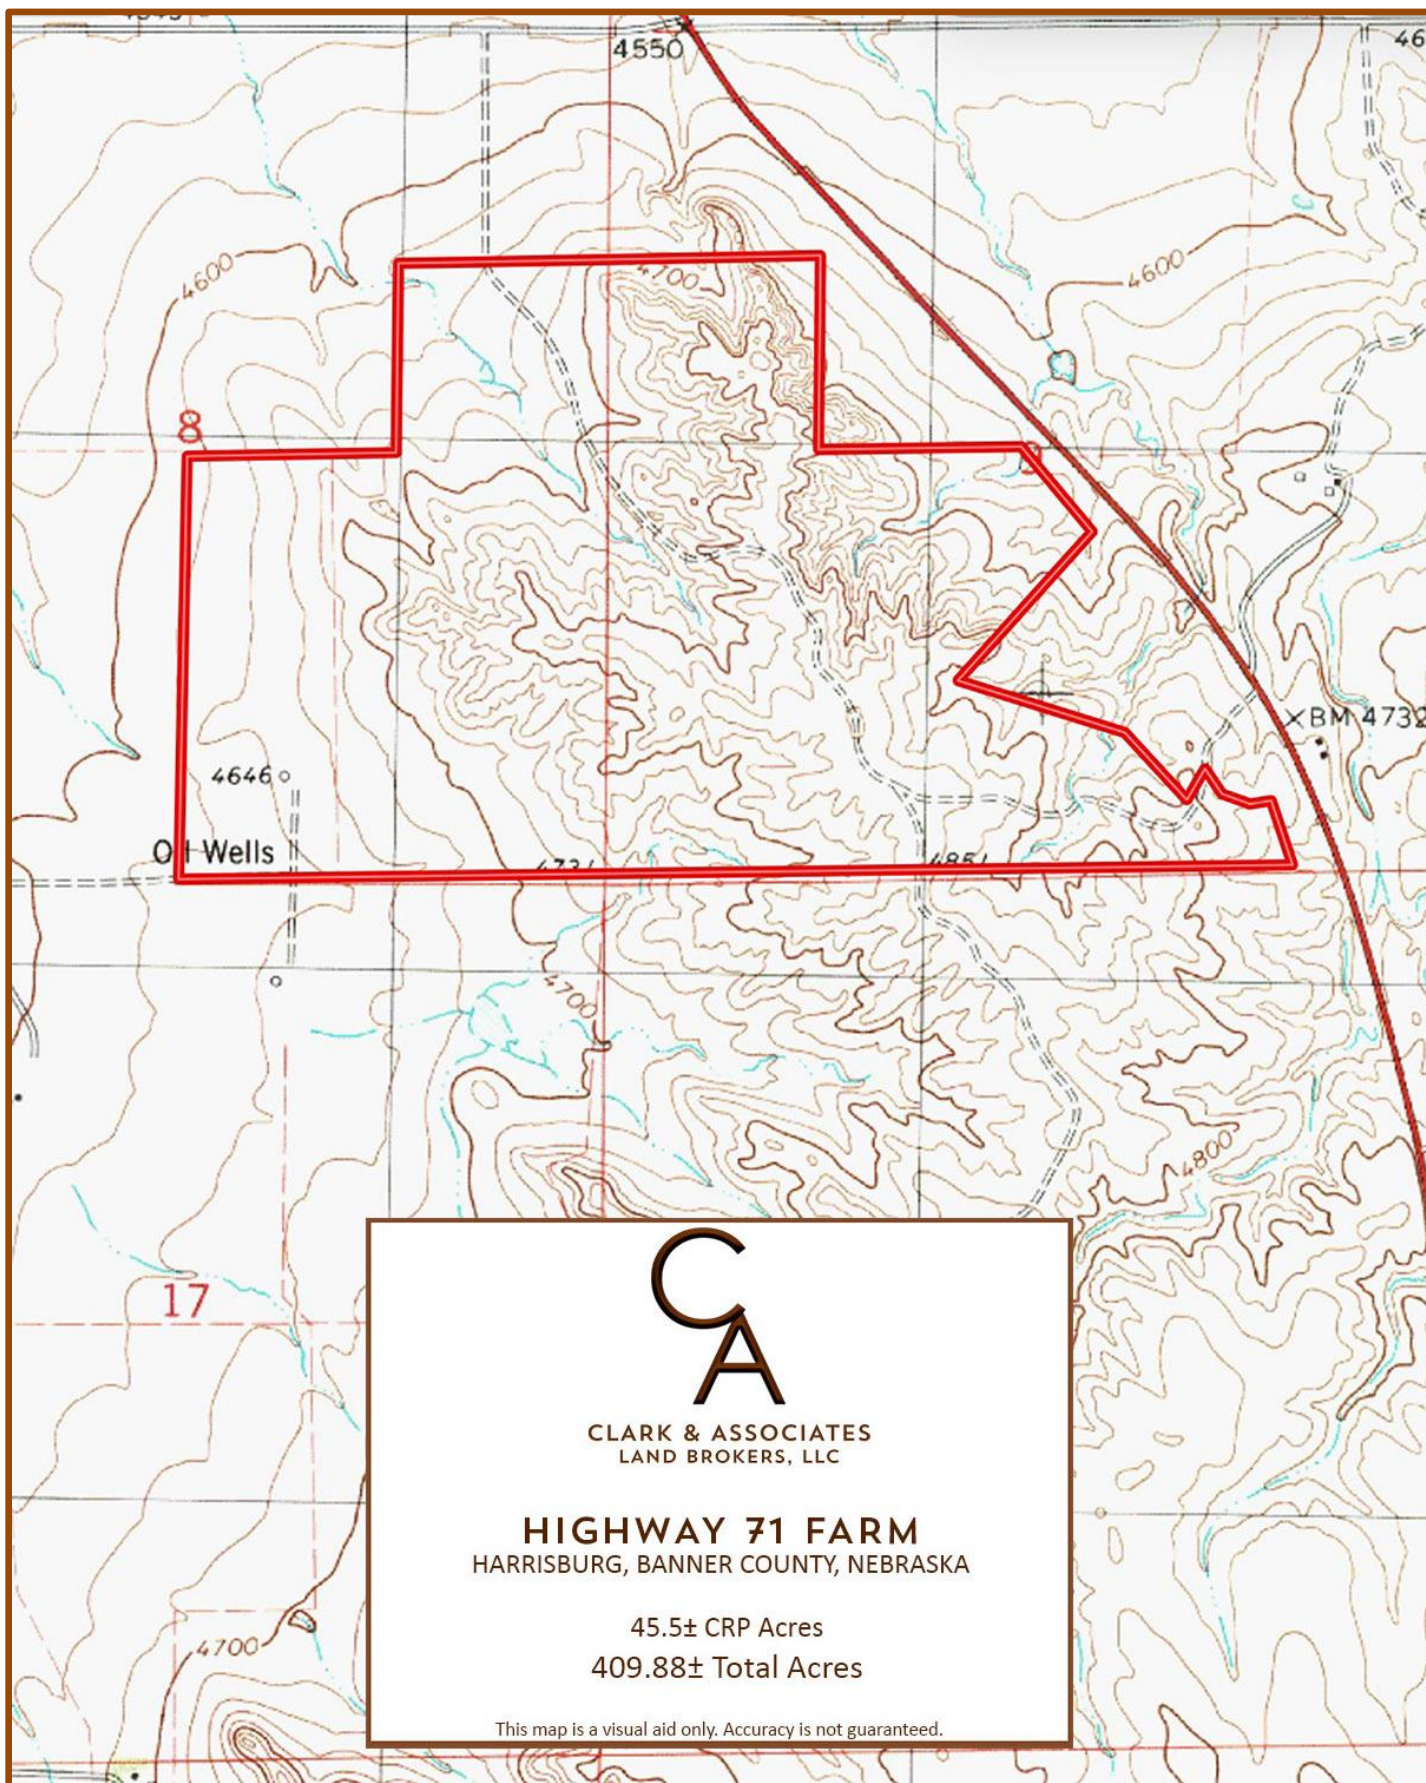 4550
4600
4700
4600
8
9
BM 4732
4646
Oil Wells
4731
4851
4700
4800
17
4700
CA
CLARK & ASSOCIATES
LAND BROKERS, LLC
HIGHWAY 71 FARM
HARRISBURG, BANNER COUNTY, NEBRASKA
45.5± CRP Acres
409.88± Total Acres
This map is a visual aid only. Accuracy is not guaranteed.